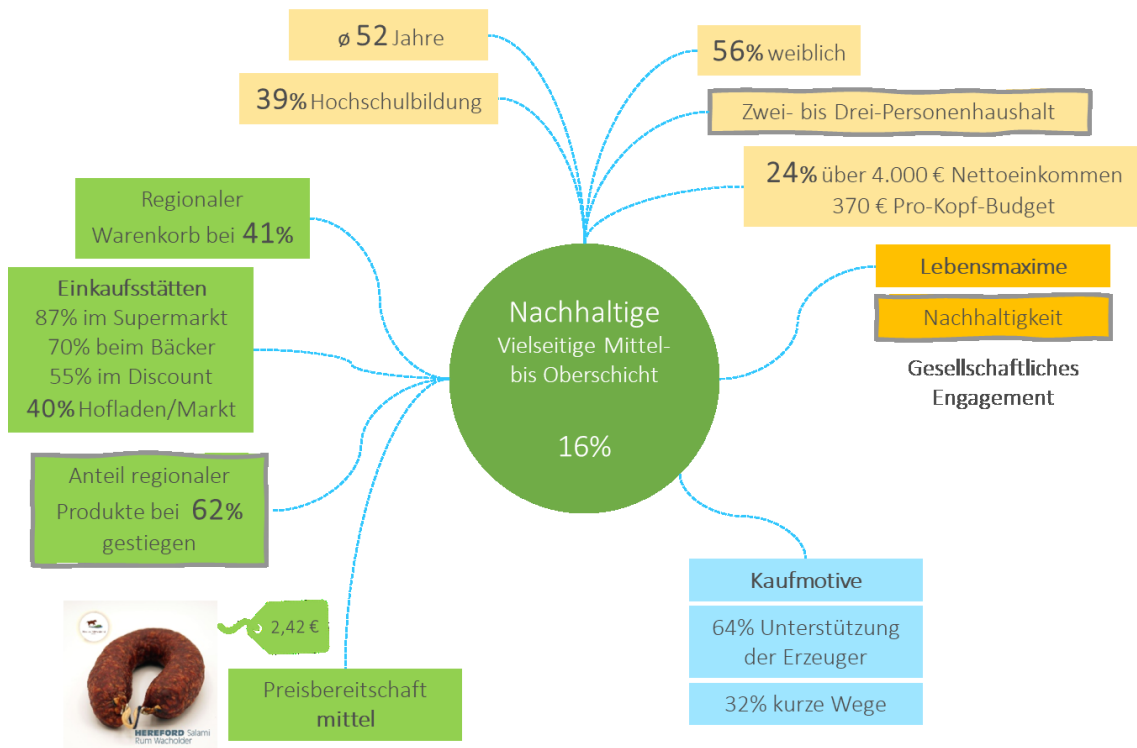 ø 52 Jahre
39% Hochschulbildung
56% weiblich
Zwei- bis Drei-Personenhaushalt
24% über 4.000 € Nettoeinkommen
370 € Pro-Kopf-Budget
Regionaler
Warenkorb bei 41%
Einkaufsstätten
87% im Supermarkt
70% beim Bäcker
55% im Discount
40% Hofladen/Markt
Anteil regionaler
Produkte bei 62%
gestiegen
2,42 €
Preisbereitschaft
mittel
HEREFORD Salami
Rum Wacholder
Nachhaltige
Vielseitige Mittel-
bis Oberschicht
16%
Lebensmaxime
Nachhaltigkeit
Gesellschaftliches
Engagement
Kaufmotive
64% Unterstützung
der Erzeuger
32% kurze Wege